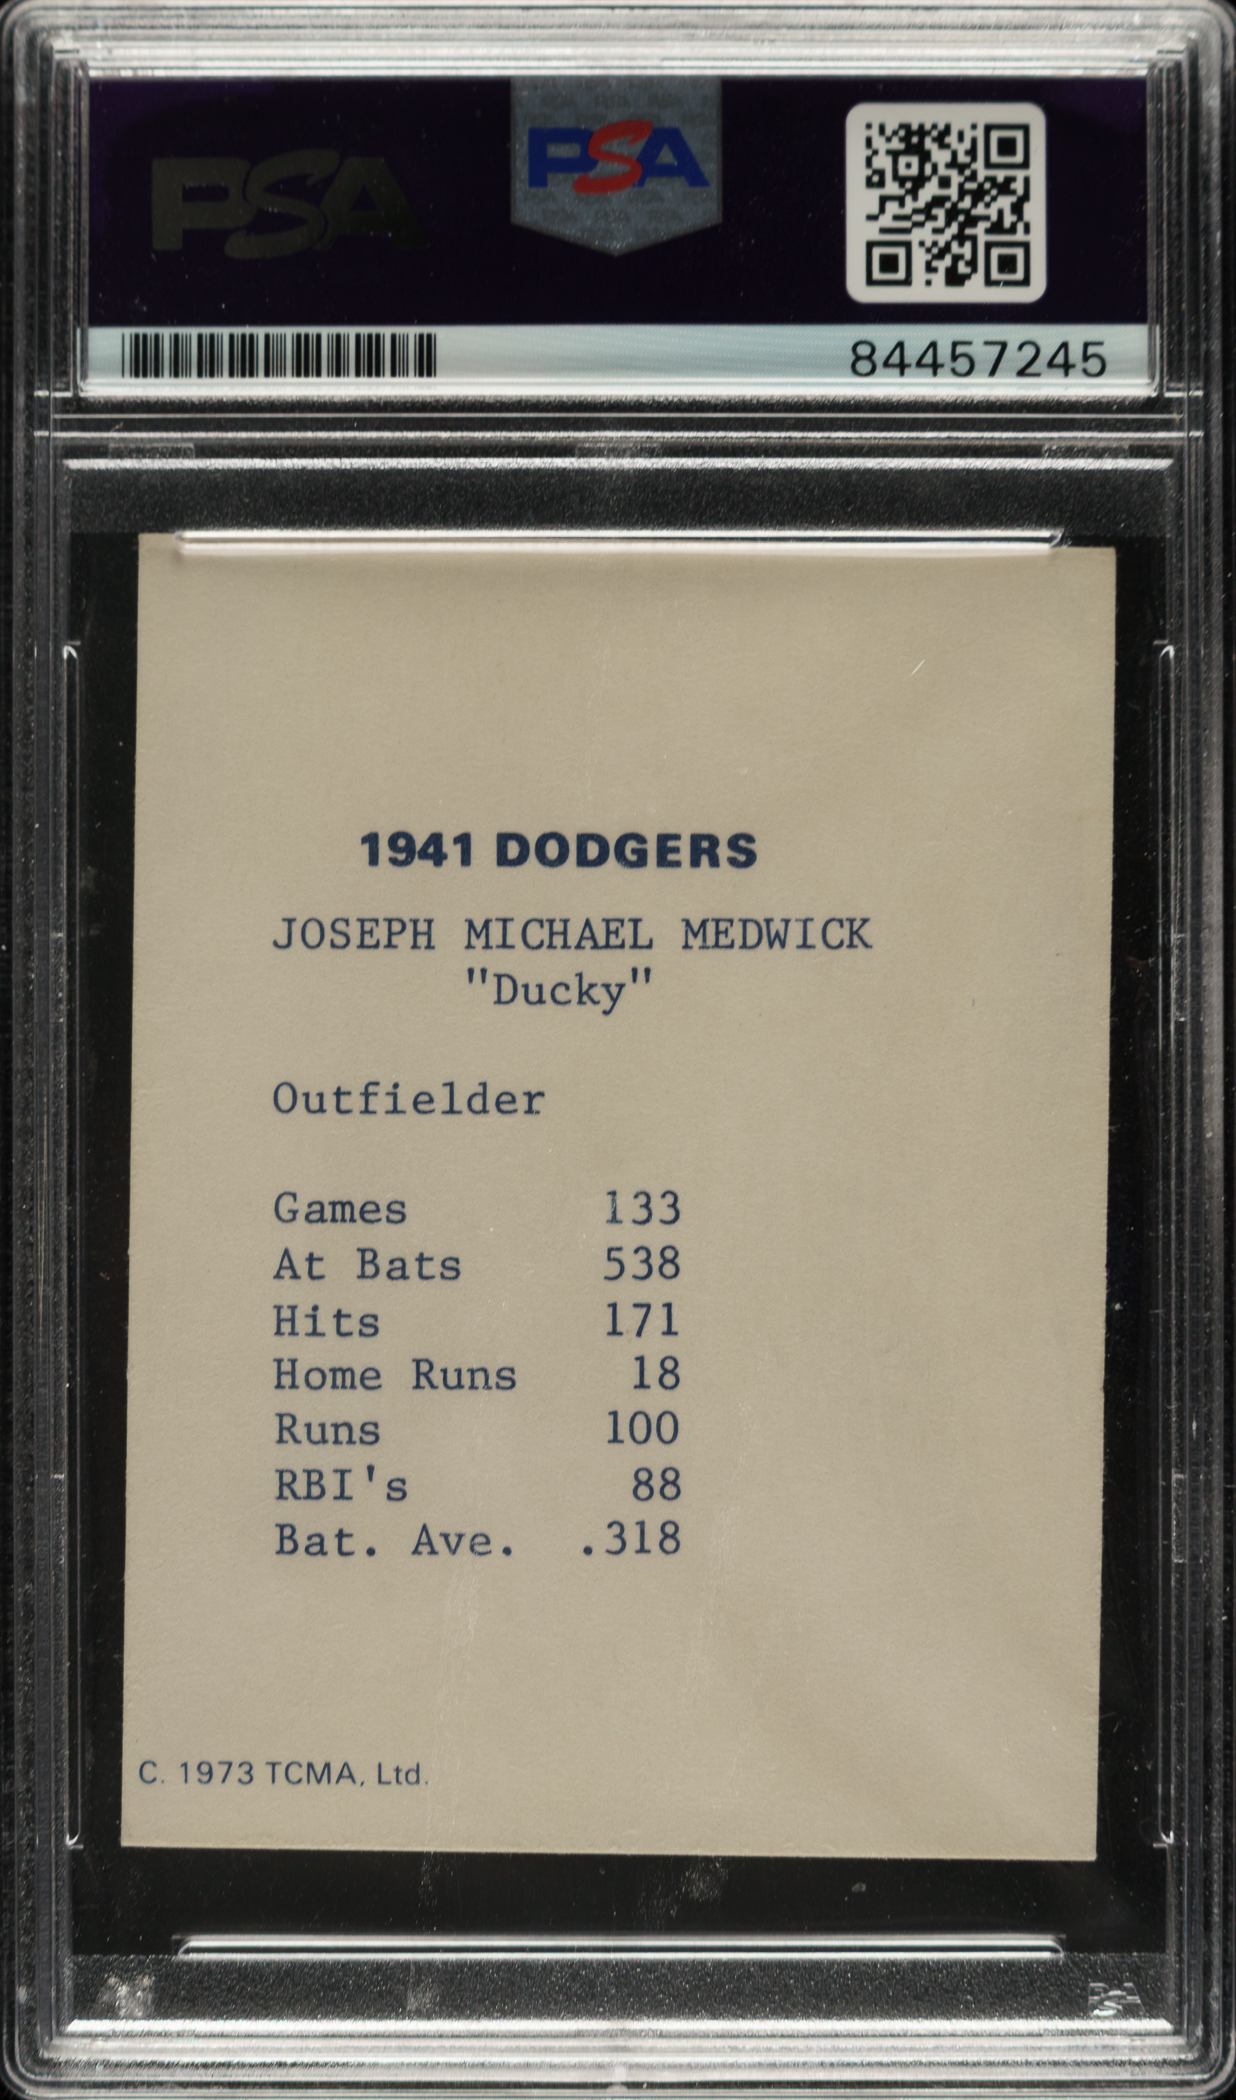 PSA
PSA
84457245
1941 DODGERS
JOSEPH MICHAEL MEDWICK
"Ducky"
Outfielder
Games 133
At Bats 538
Hits 171
Home Runs 18
Runs 100
RBI's 88
Bat. Ave. .318
C. 1973 TCMA, Ltd.
PSA